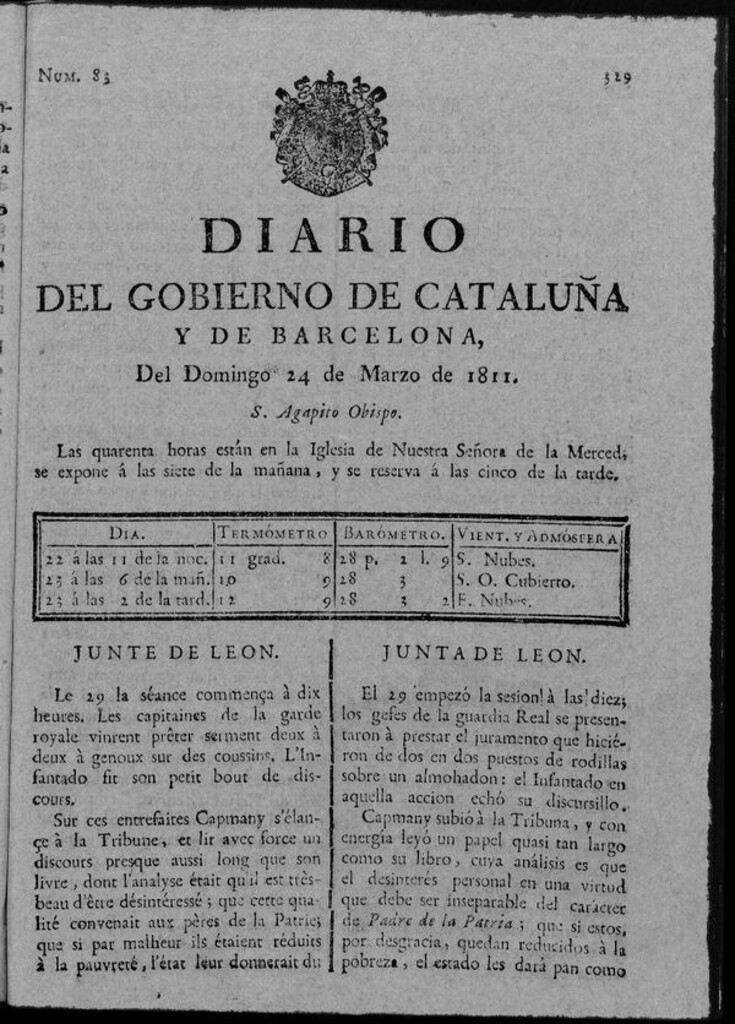 NUM. 83 329
DIARIO
DEL GOBIERNO DE CATALUÑA
Y DE BARCELONA,
Del Domingo 24 de Marzo de 1811.
S. Agapito Obispo.
Las quarenta horas están en la Iglesia de Nuestra Señora de la Merced;
se expone á las siete de la mañana, y se reserva á las cinco de la tarde.
DIA. TERMÓMETRO BARÓMETRO. VIENT. Y ADMÓSFERA
22 á las 11 de la noc. 11 grad. 8 28 p. 2 l. 9 S. Nubes.
23 á las 6 de la mañ. 10 9 28 3 S. O. Cubierto.
23 á las 2 de la tard. 12 9 28 3 2 E. Nubes.
JUNTE DE LEON.
Le 29 la séance commença à dix
heures. Les capitaines de la garde
royale vinrent prêter serment deux à
deux à genoux sur des coussins. L'In-
fantado fit son petit bout de dis-
cours.
Sur ces entrefaites Capmany s'élan-
çe à la Tribune, et lit avec force un
discours presque aussi long que son
livre, dont l'analyse était qu'il est très-
beau d'être désintéressé; que cette qua-
lité convenait aux pères de la Patrie;
que si par malheur ils étaient réduits
à la pauvreté, l'état leur donnerait du
JUNTA DE LEON.
El 29 empezó la sesion à las diez;
los gefes de la guardia Real se presen-
taron à prestar el juramento que hicié-
ron de dos en dos puestos de rodillas
sobre un almohadon: el Infantado en
aquella accion echó su discursillo.
Capmany subió à la Tribuna, y con
energía leyó un papel quasi tan largo
como su libro, cuya análisis es que
el desinterés personal en una virtud
que debe ser inseparable del carácter
de Padre de la Patria; que si estos,
por desgracia, quedan reducidos à la
pobreza, el estado les dará pan como